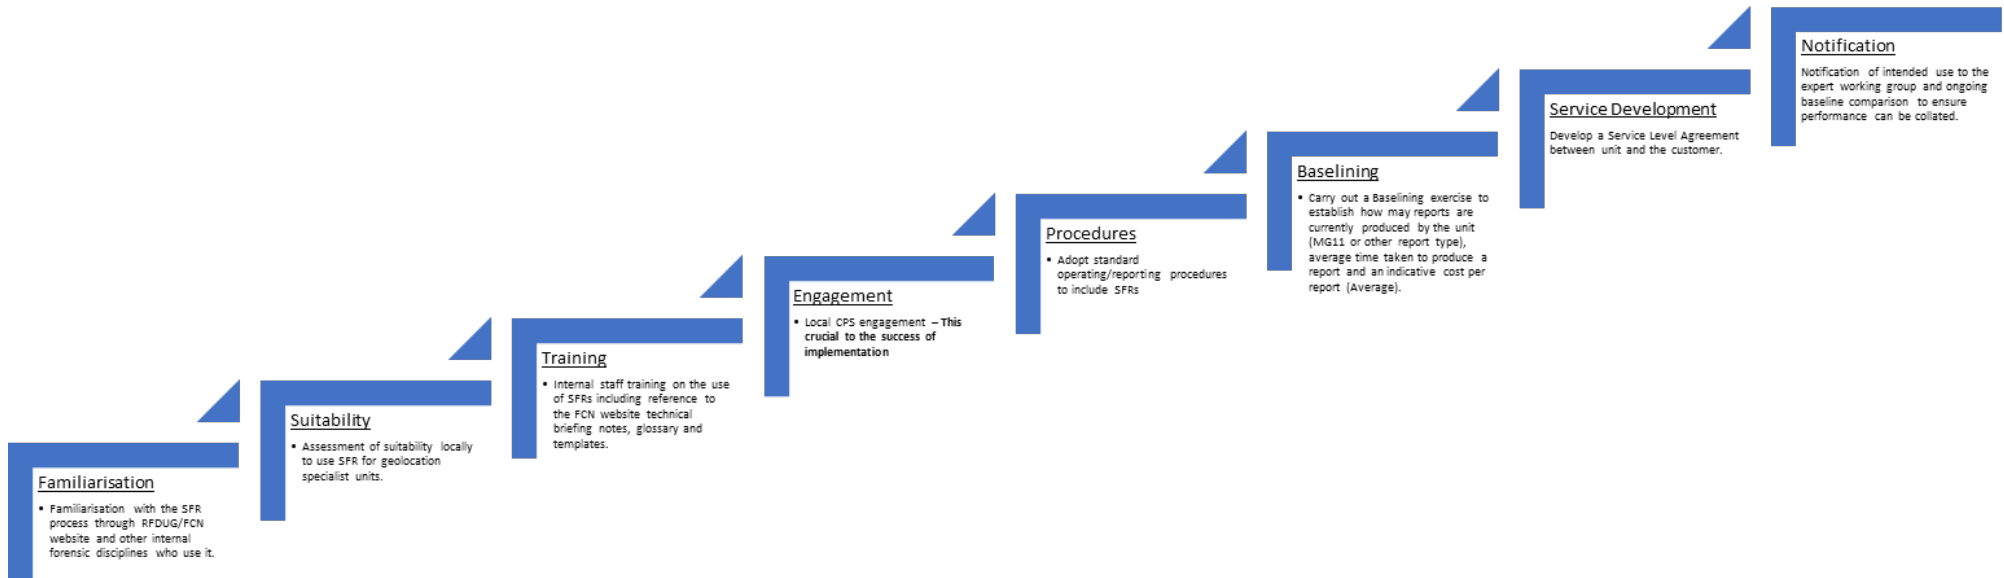 Familiarisation
• Familiarisation with the SFR
process through RFDUG/FCN
website and other internal
forensic disciplines who use it.
Suitability
• Assessment of suitability locally
to use SFR for geolocation
specialist units.
Training
• Internal staff training on the use
of SFRs including reference to
the FCN website technical
briefing notes, glossary and
templates.
Engagement
• Local CPS engagement – This
crucial to the success of
implementation
Procedures
• Adopt standard
operating/reporting procedures
to include SFRs
Baselining
• Carry out a Baselining exercise to
establish how may reports are
currently produced by the unit
(MG11 or other report type),
average time taken to produce a
report and an indicative cost per
report (Average).
Service Development
Develop a Service Level Agreement
between unit and the customer.
Notification
Notification of intended use to the
expert working group and ongoing
baseline comparison to ensure
performance can be collated.